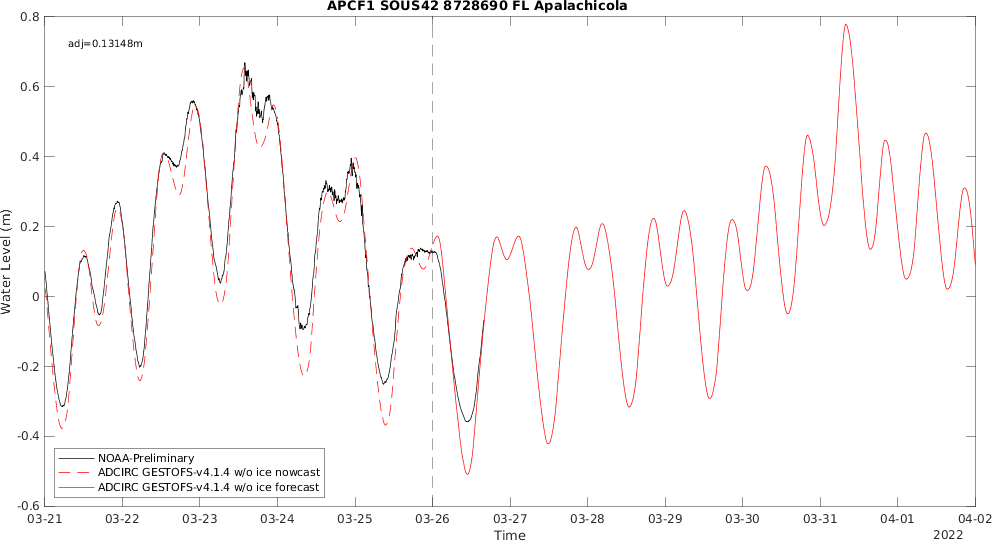 APCF1 SOUS42 8728690 FL Apalachicola
adj=0.13148m
0.8
0.6
0.4
0.2
0
-0.2
-0.4
-0.6
Water Level (m)
NOAA-Preliminary
ADCIRC GESTOFS-v4.1.4 w/o ice nowcast
ADCIRC GESTOFS-v4.1.4 w/o ice forecast
03-21 03-22 03-23 03-24 03-25 03-26 03-27 03-28 03-29 03-30 03-31 04-01 04-02
Time
2022